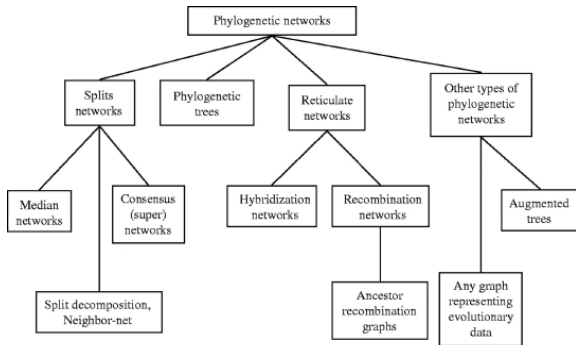 Phylogenetic networks
Splits
networks
Phylogenetic
trees
Reticulate
networks
Other types of
phylogenetic
networks
Median
networks
Consensus
(super)
networks
Hybridization
networks
Recombination
networks
Augmented
trees
Split decomposition,
Neighbor-net
Ancestor
recombination
graphs
Any graph
representing
evolutionary
data